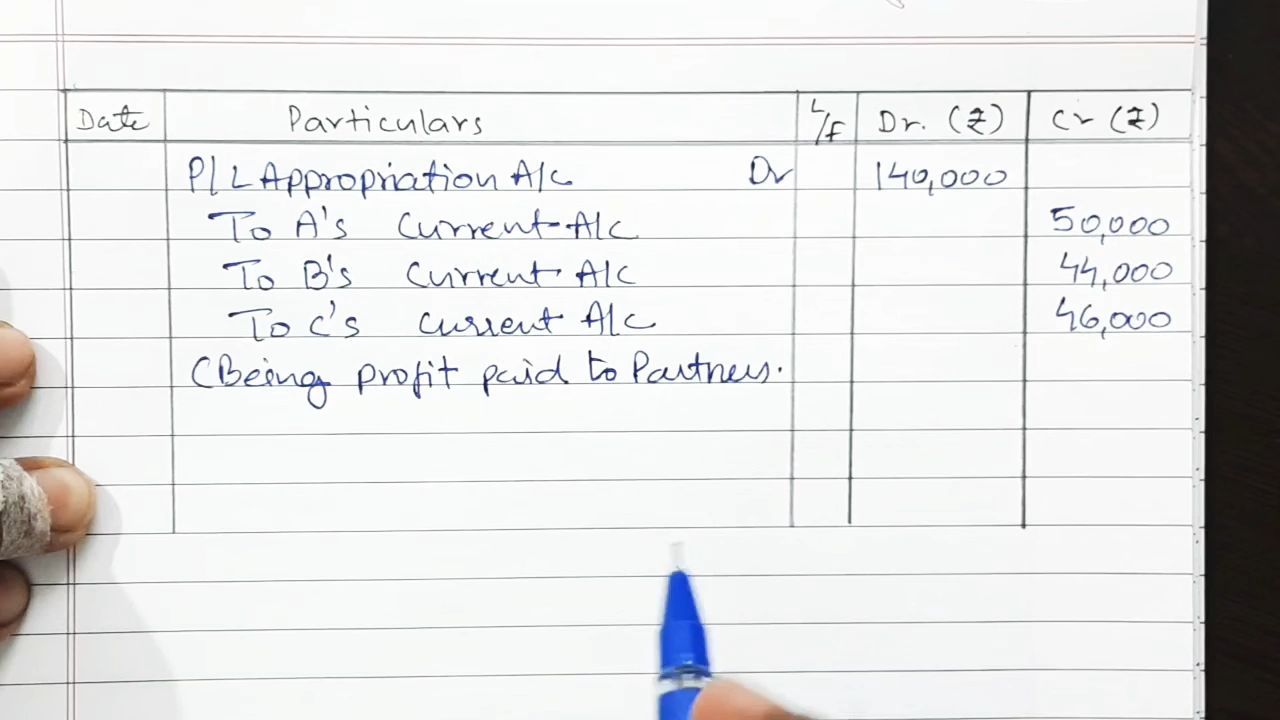 Date Particulars L/F Dr. (₹) Cr (₹)
P/L Appropriation A/c Dr 140,000
To A's Current A/c 50,000
To B's Current A/c 44,000
To C's Current A/c 46,000
(Being profit paid to Partners.